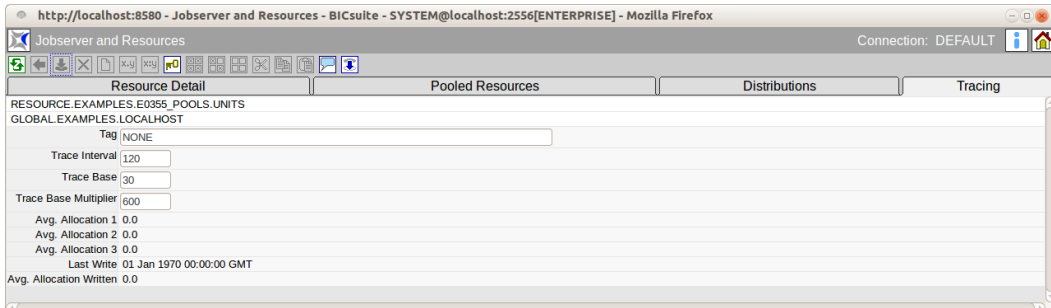 http://localhost:8580 - Jobserver and Resources - BICsuite - SYSTEM@localhost:2556[ENTERPRISE] - Mozilla Firefox
Jobserver and Resources Connection: DEFAULT
Resource Detail Pooled Resources Distributions Tracing
RESOURCE.EXAMPLES.E0355_POOLS.UNITS
GLOBAL.EXAMPLES.LOCALHOST
Tag NONE
Trace Interval 120
Trace Base 30
Trace Base Multiplier 600
Avg. Allocation 1 0.0
Avg. Allocation 2 0.0
Avg. Allocation 3 0.0
Last Write 01 Jan 1970 00:00:00 GMT
Avg. Allocation Written 0.0